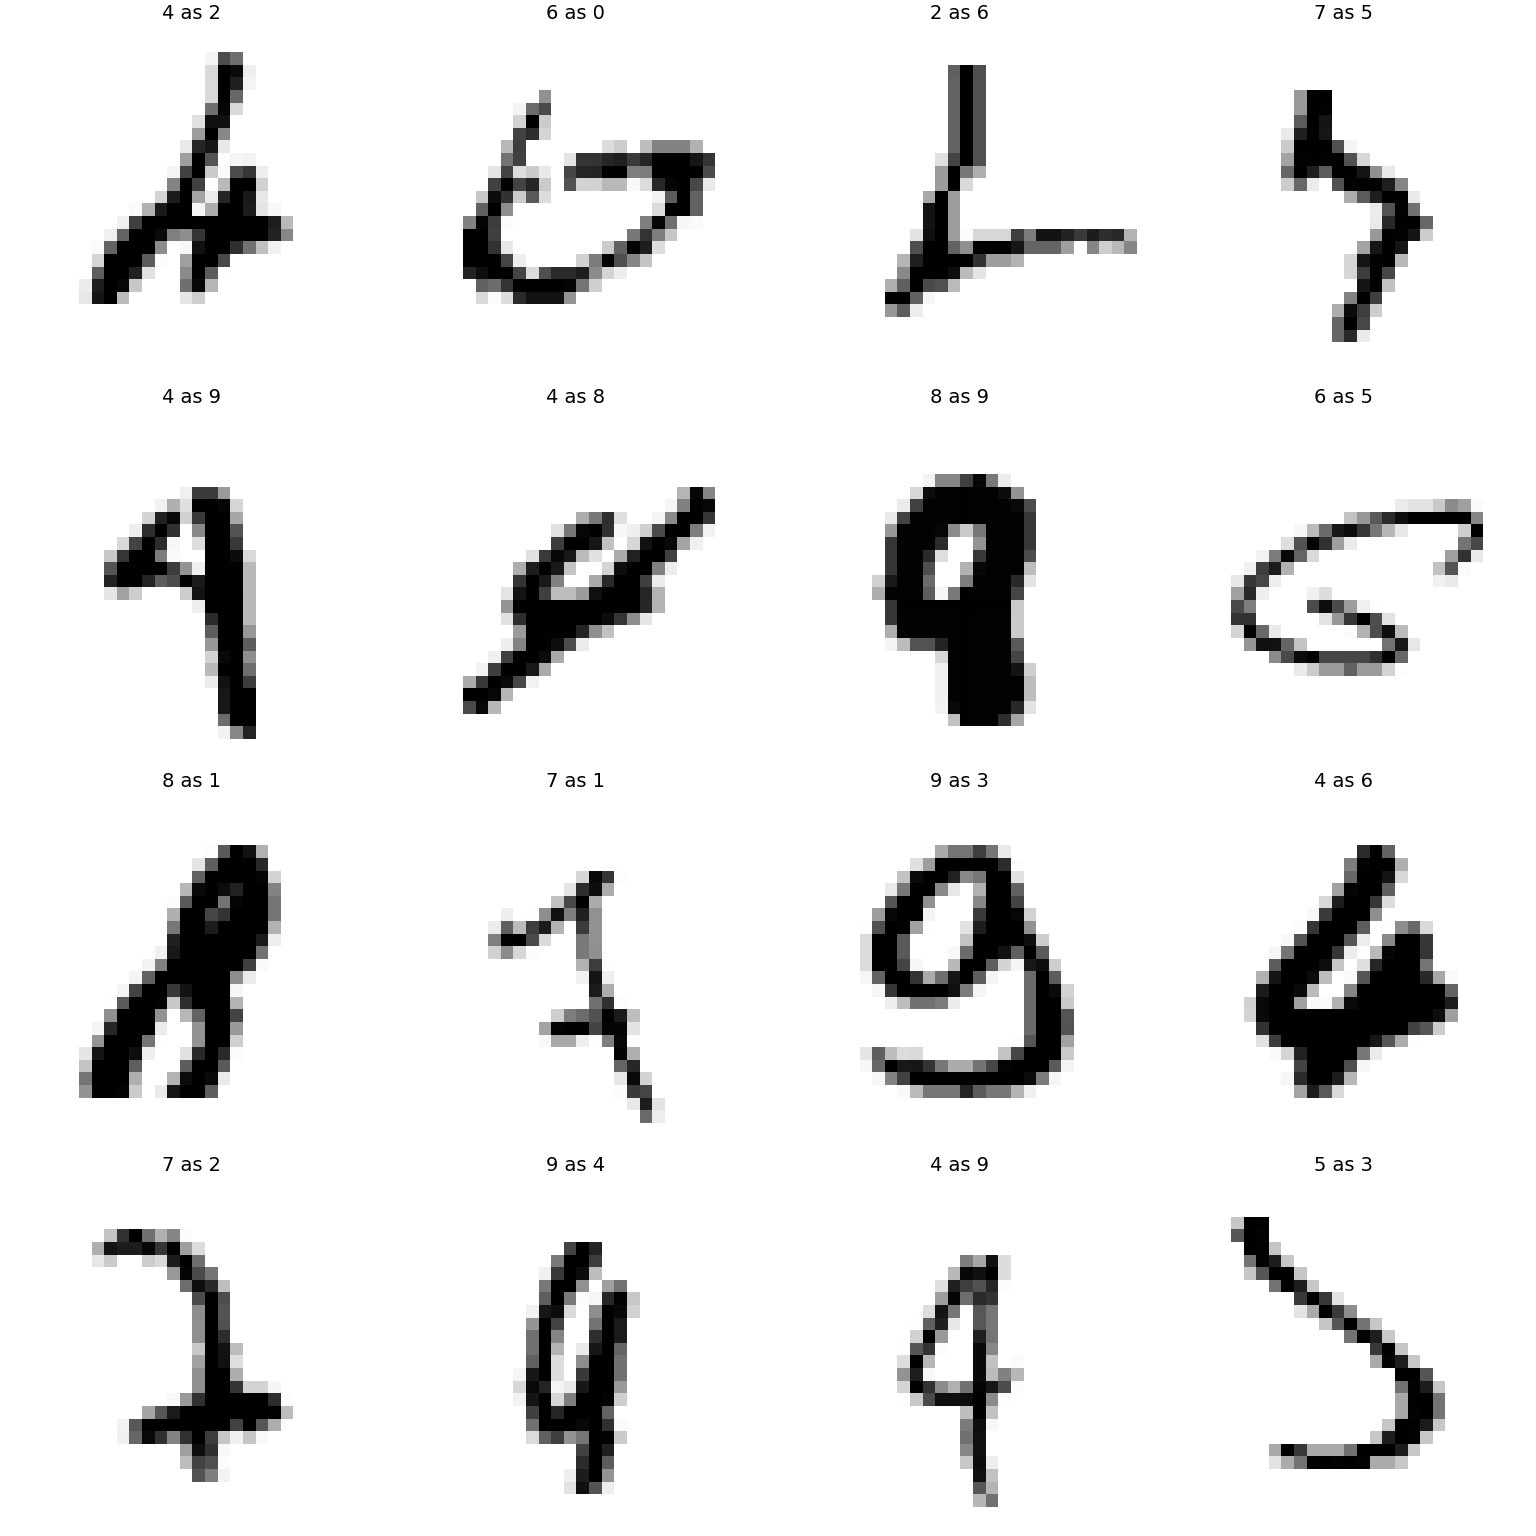 4 as 2 6 as 0 2 as 6 7 as 5
4 as 9 4 as 8 8 as 9 6 as 5
8 as 1 7 as 1 9 as 3 4 as 6
7 as 2 9 as 4 4 as 9 5 as 3